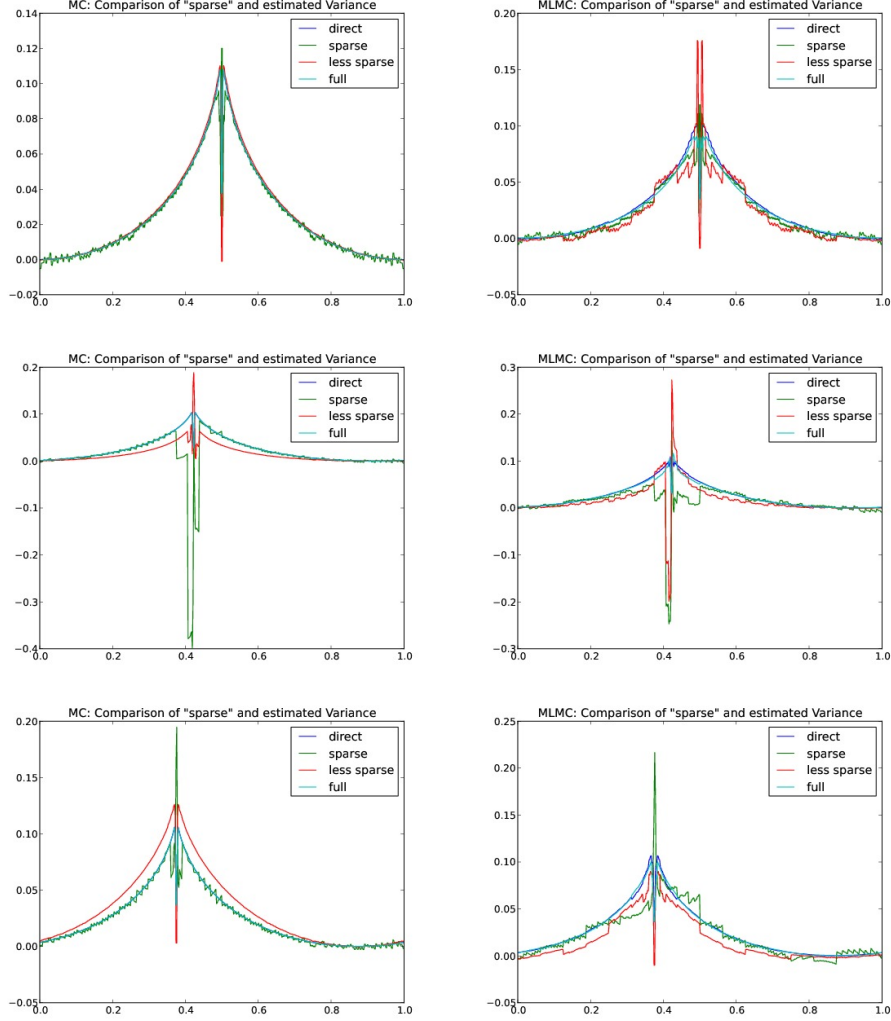 MC: Comparison of "sparse" and estimated Variance
0.14
0.12
0.10
0.08
0.06
0.04
0.02
0.00
−0.02
0.0 0.2 0.4 0.6 0.8 1.0
direct
sparse
less sparse
full
MLMC: Comparison of "sparse" and estimated Variance
0.20
0.15
0.10
0.05
0.00
−0.05
0.0 0.2 0.4 0.6 0.8 1.0
direct
sparse
less sparse
full
MC: Comparison of "sparse" and estimated Variance
0.2
0.1
0.0
−0.1
−0.2
−0.3
−0.4
0.0 0.2 0.4 0.6 0.8 1.0
direct
sparse
less sparse
full
MLMC: Comparison of "sparse" and estimated Variance
0.3
0.2
0.1
0.0
−0.1
−0.2
−0.3
0.0 0.2 0.4 0.6 0.8 1.0
direct
sparse
less sparse
full
MC: Comparison of "sparse" and estimated Variance
0.20
0.15
0.10
0.05
0.00
−0.05
0.0 0.2 0.4 0.6 0.8 1.0
direct
sparse
less sparse
full
MLMC: Comparison of "sparse" and estimated Variance
0.25
0.20
0.15
0.10
0.05
0.00
−0.05
0.0 0.2 0.4 0.6 0.8 1.0
direct
sparse
less sparse
full